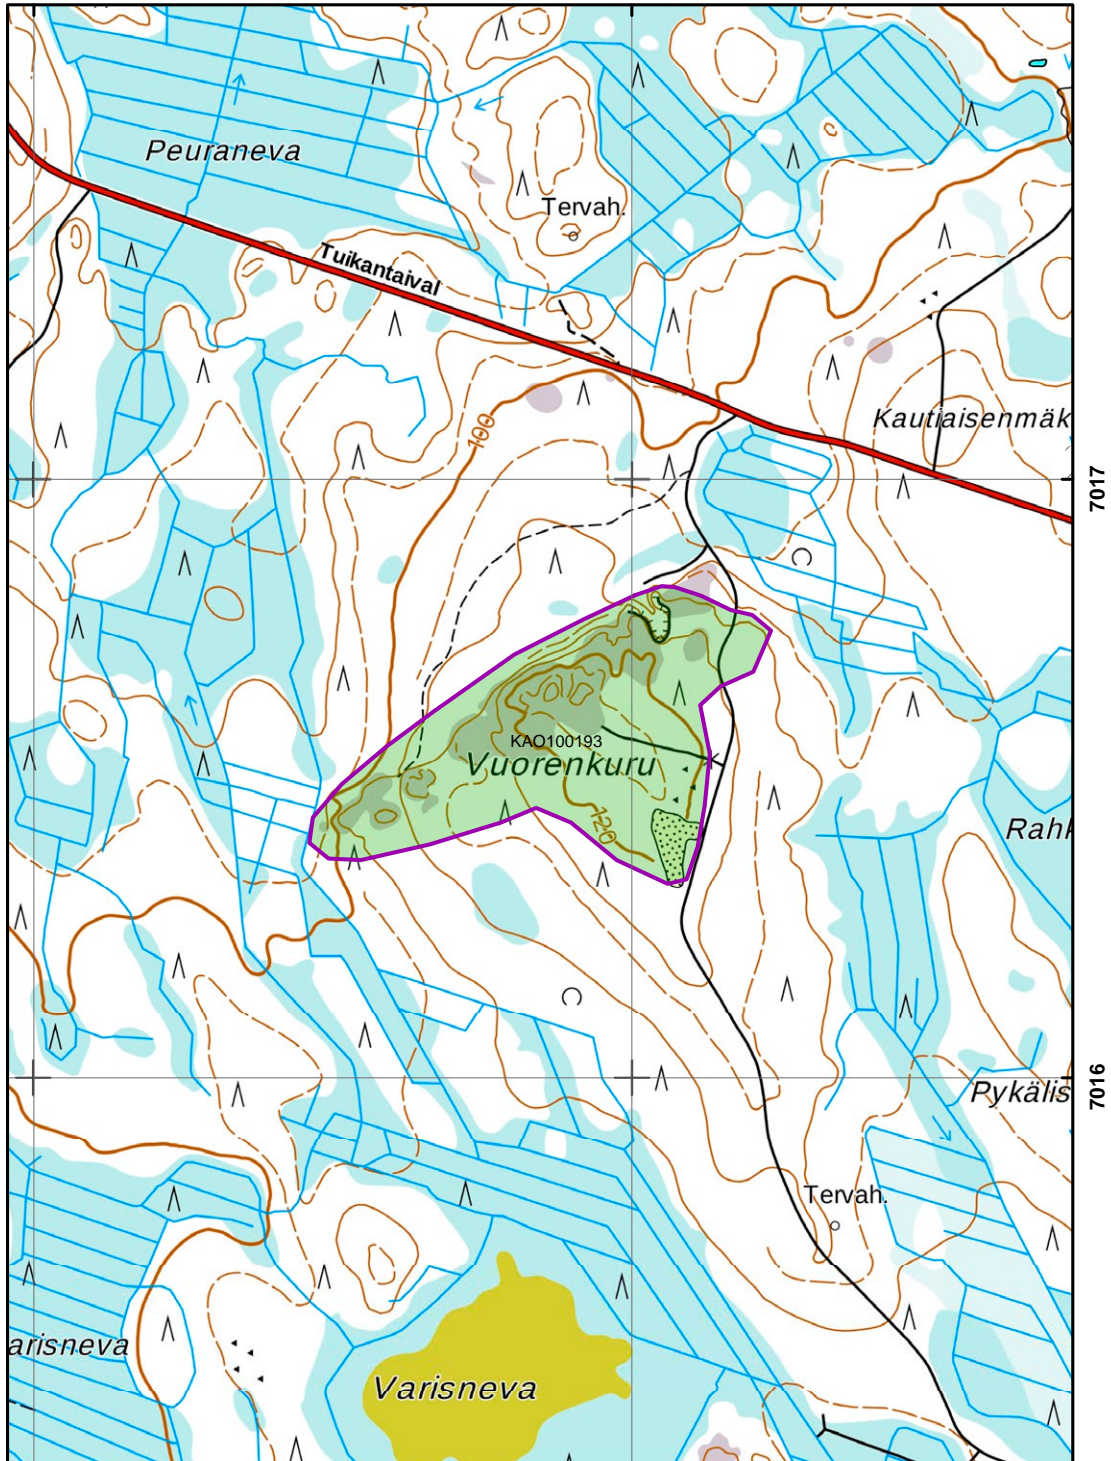 Peuraneva
Tervah.
Tuikantaival
Kautiaisenmäk
100
7017
KAO100193
Vuorenkuru
120
Rahk
7016
Pykälis
Tervah.
arisneva
Varisneva